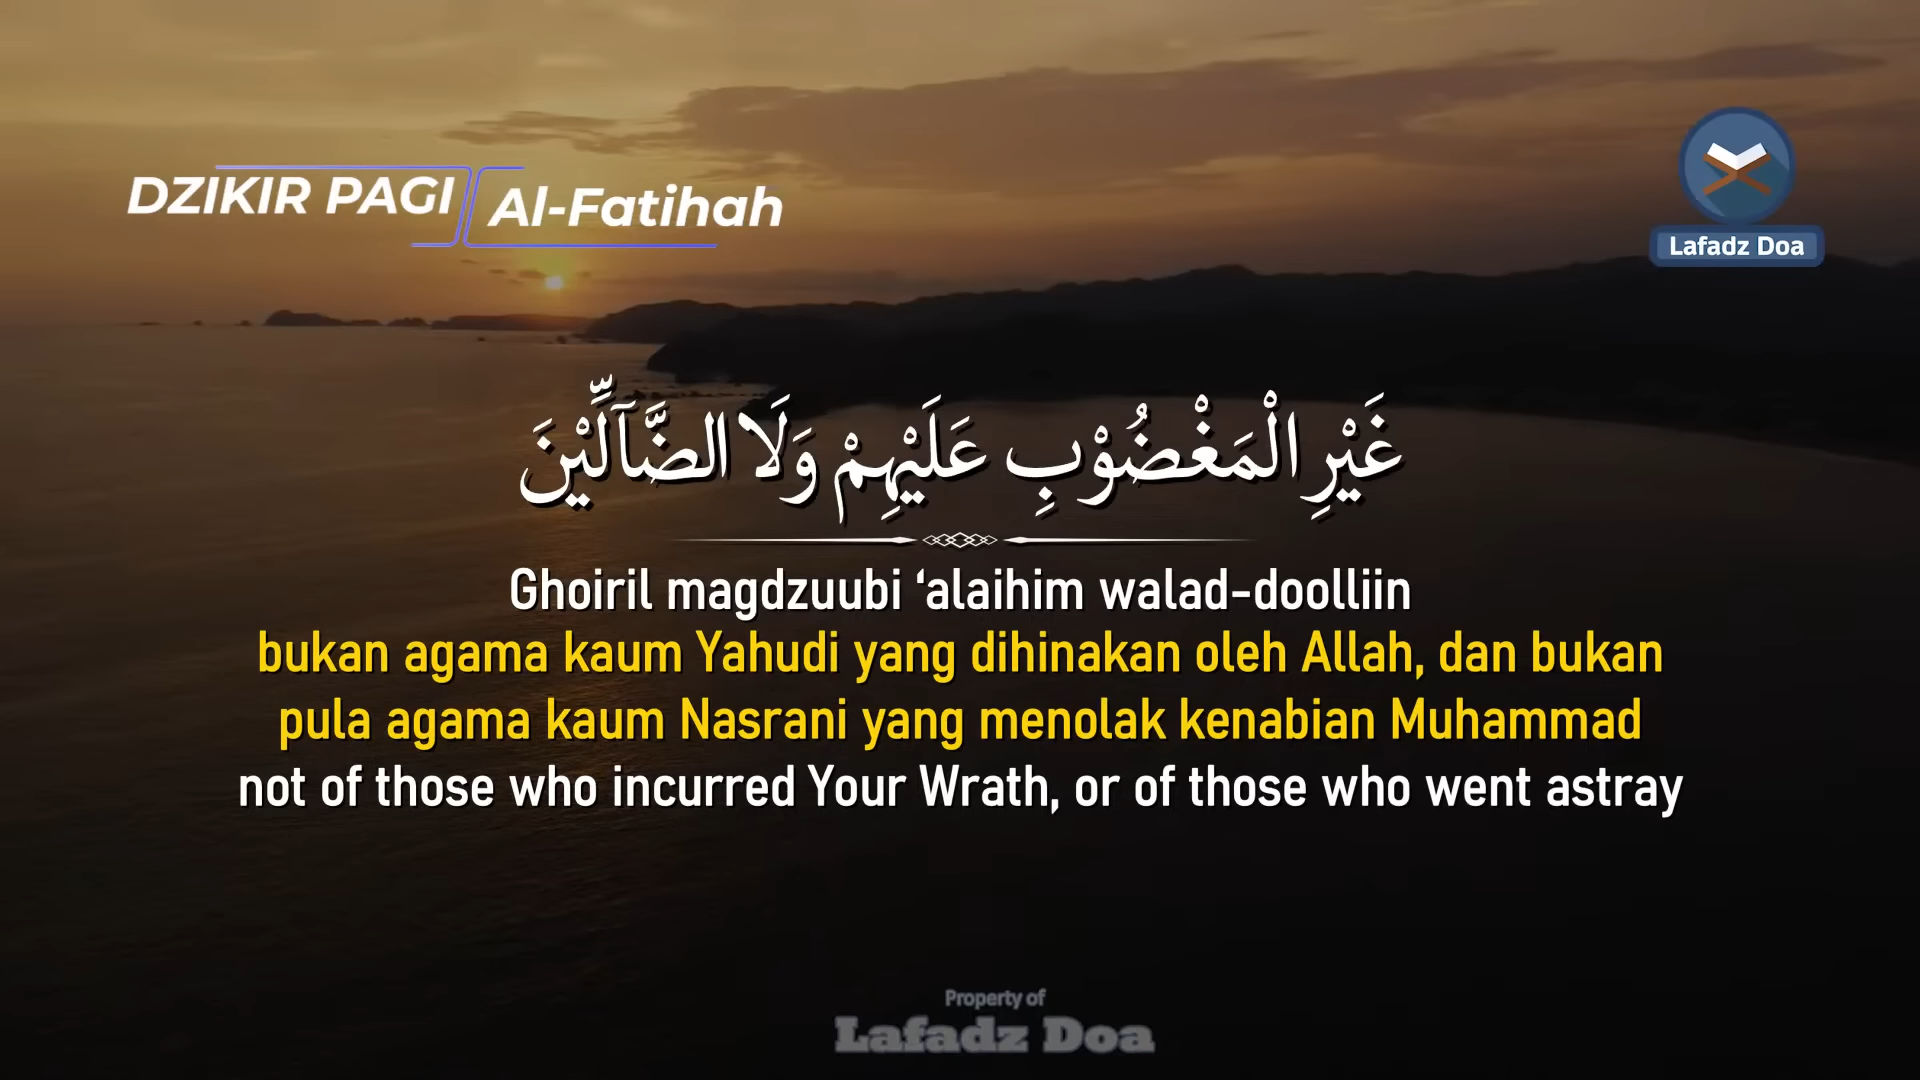 DZIKIR PAGI
Al-Fatihah
Lafadz Doa
غَيْرِ الْمَغْضُوْبِ عَلَيْهِمْ وَلَا الضَّآلِّيْنَ
Ghoiril magdzuubi ‘alaihim walad-doolliin
bukan agama kaum Yahudi yang dihinakan oleh Allah, dan bukan
pula agama kaum Nasrani yang menolak kenabian Muhammad
not of those who incurred Your Wrath, or of those who went astray
Property of
Lafadz Doa